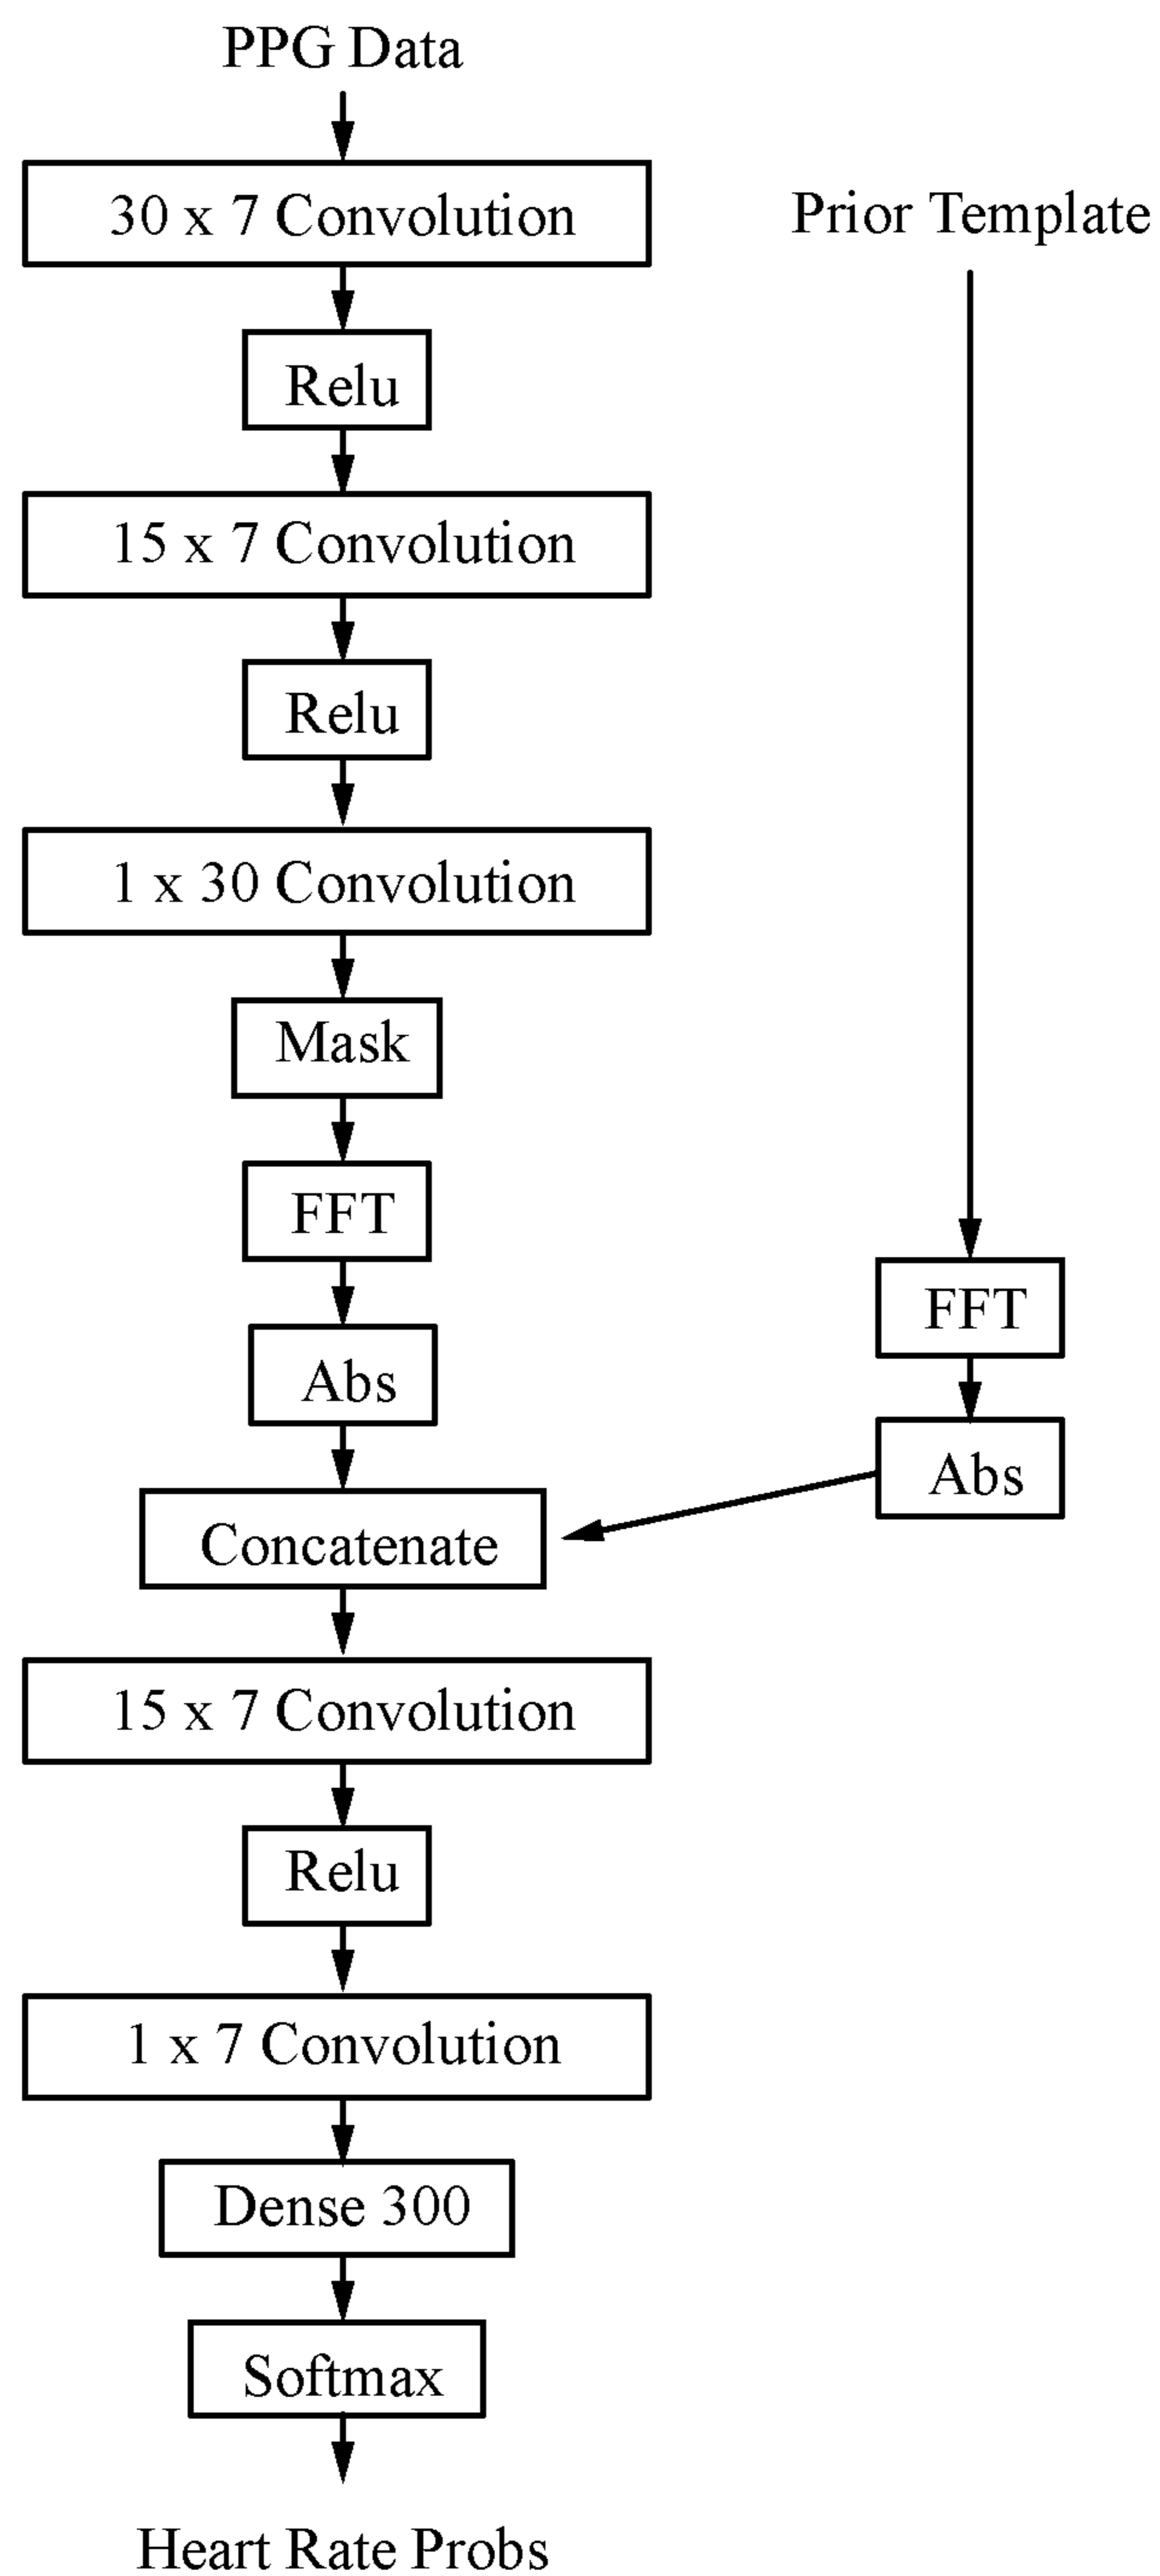 PPG Data
30 x 7 Convolution
Prior Template
Relu
15 x 7 Convolution
Relu
1 x 30 Convolution
Mask
FFT
FFT
Abs
Abs
Concatenate
15 x 7 Convolution
Relu
1 x 7 Convolution
Dense 300
Softmax
Heart Rate Probs